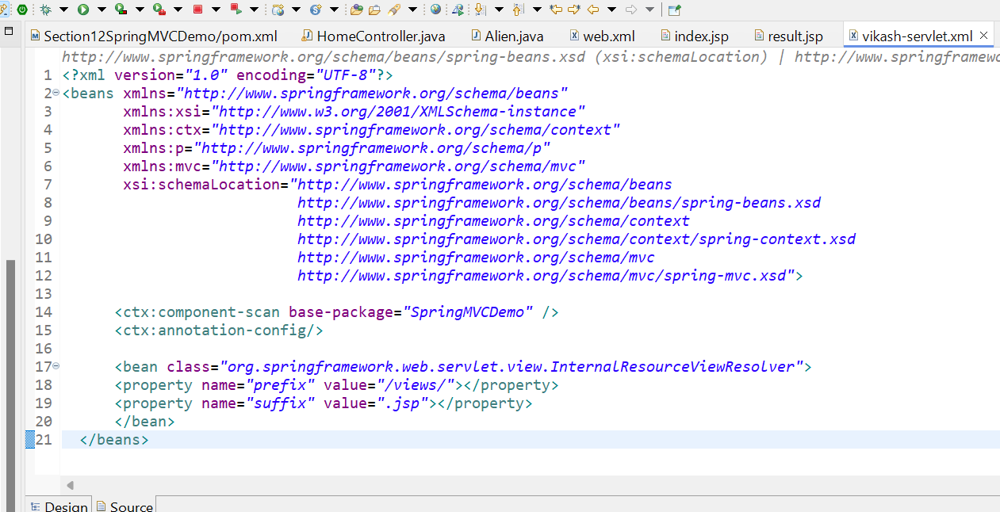 Section12SpringMVCDemo/pom.xml HomeController.java Alien.java web.xml index.jsp result.jsp vikash-servlet.xml
http://www.springframework.org/schema/beans/spring-beans.xsd (xsi:schemaLocation) | http://www.springframewo
1 <?xml version="1.0" encoding="UTF-8"?>
2 <beans xmlns="http://www.springframework.org/schema/beans"
3 xmlns:xsi="http://www.w3.org/2001/XMLSchema-instance"
4 xmlns:ctx="http://www.springframework.org/schema/context"
5 xmlns:p="http://www.springframework.org/schema/p"
6 xmlns:mvc="http://www.springframework.org/schema/mvc"
7 xsi:schemaLocation="http://www.springframework.org/schema/beans
8 http://www.springframework.org/schema/beans/spring-beans.xsd
9 http://www.springframework.org/schema/context
10 http://www.springframework.org/schema/context/spring-context.xsd
11 http://www.springframework.org/schema/mvc
12 http://www.springframework.org/schema/mvc/spring-mvc.xsd">
13
14 <ctx:component-scan base-package="SpringMVCDemo" />
15 <ctx:annotation-config/>
16
17 <bean class="org.springframework.web.servlet.view.InternalResourceViewResolver">
18 <property name="prefix" value="/views/"></property>
19 <property name="suffix" value=".jsp"></property>
20 </bean>
21 </beans>
Design Source